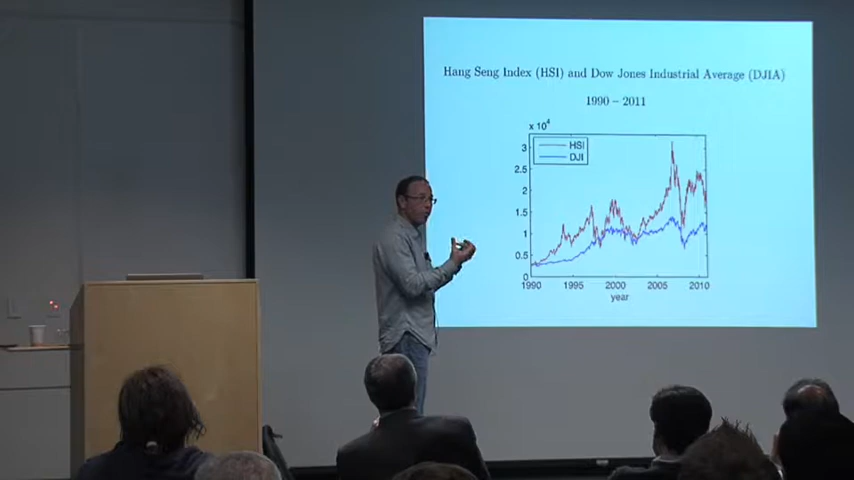 Hang Seng Index (HSI) and Dow Jones Industrial Average (DJIA)
1990 – 2011
x 10⁴
HSI
DJI
3
2.5
2
1.5
1
0.5
0
1990 1995 2000 2005 2010
year